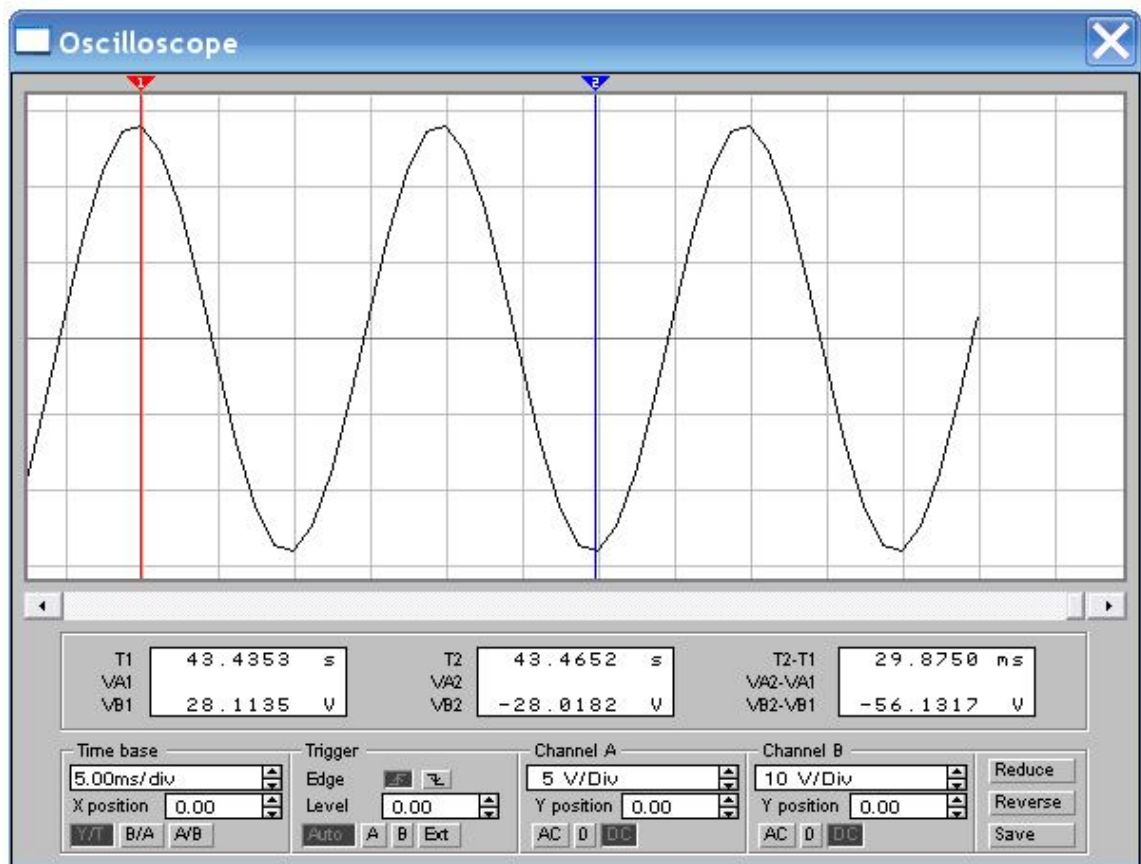 Oscilloscope
1 2
T1 43.4353 s T2 43.4652 s T2-T1 29.8750 ms
VA1 VA2 VA2-VA1
VB1 28.1135 V VB2 -28.0182 V VB2-VB1 -56.1317 V
Time base Trigger Channel A Channel B
5.00ms/div Edge 5 V/Div 10 V/Div Reduce
X position 0.00 Level 0.00 Y position 0.00 Y position 0.00 Reverse
Y/T B/A A/B Auto A B Ext AC 0 DC AC 0 DC Save